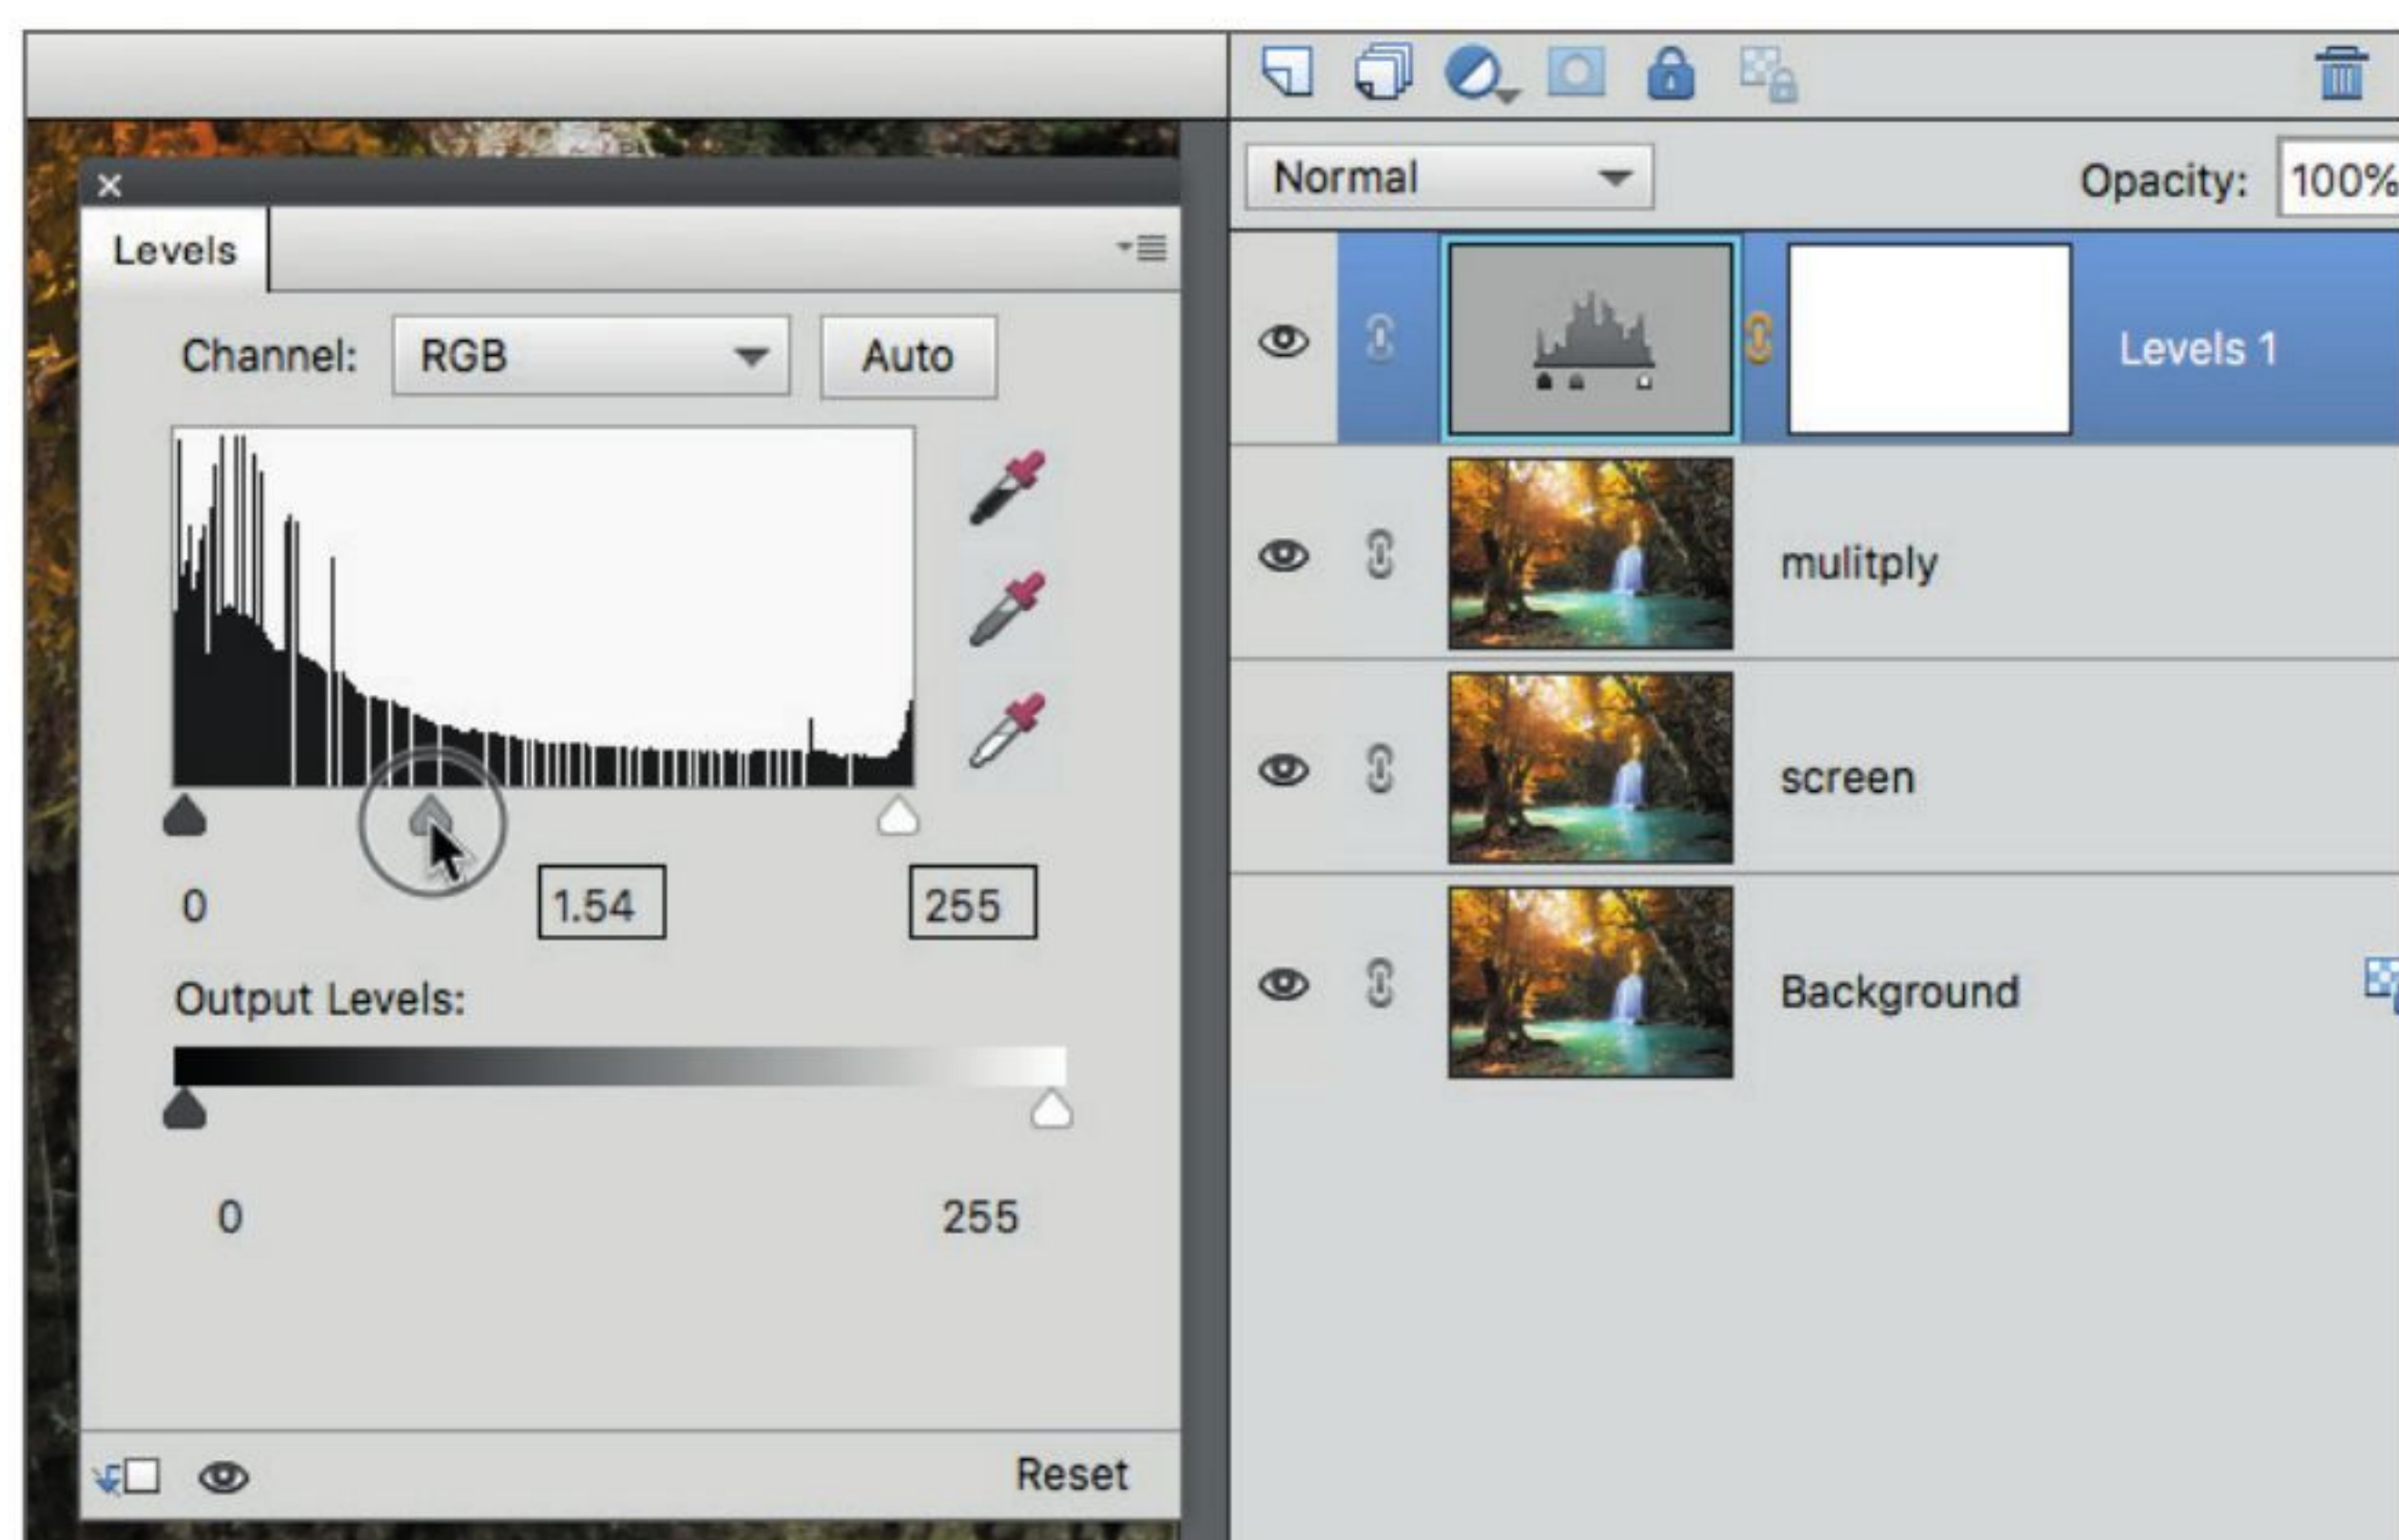 Normal
Opacity: 100%
Levels
Channel: RGB Auto
Levels 1
mulitply
screen
0 1.54 255
Output Levels:
Background
0 255
Reset